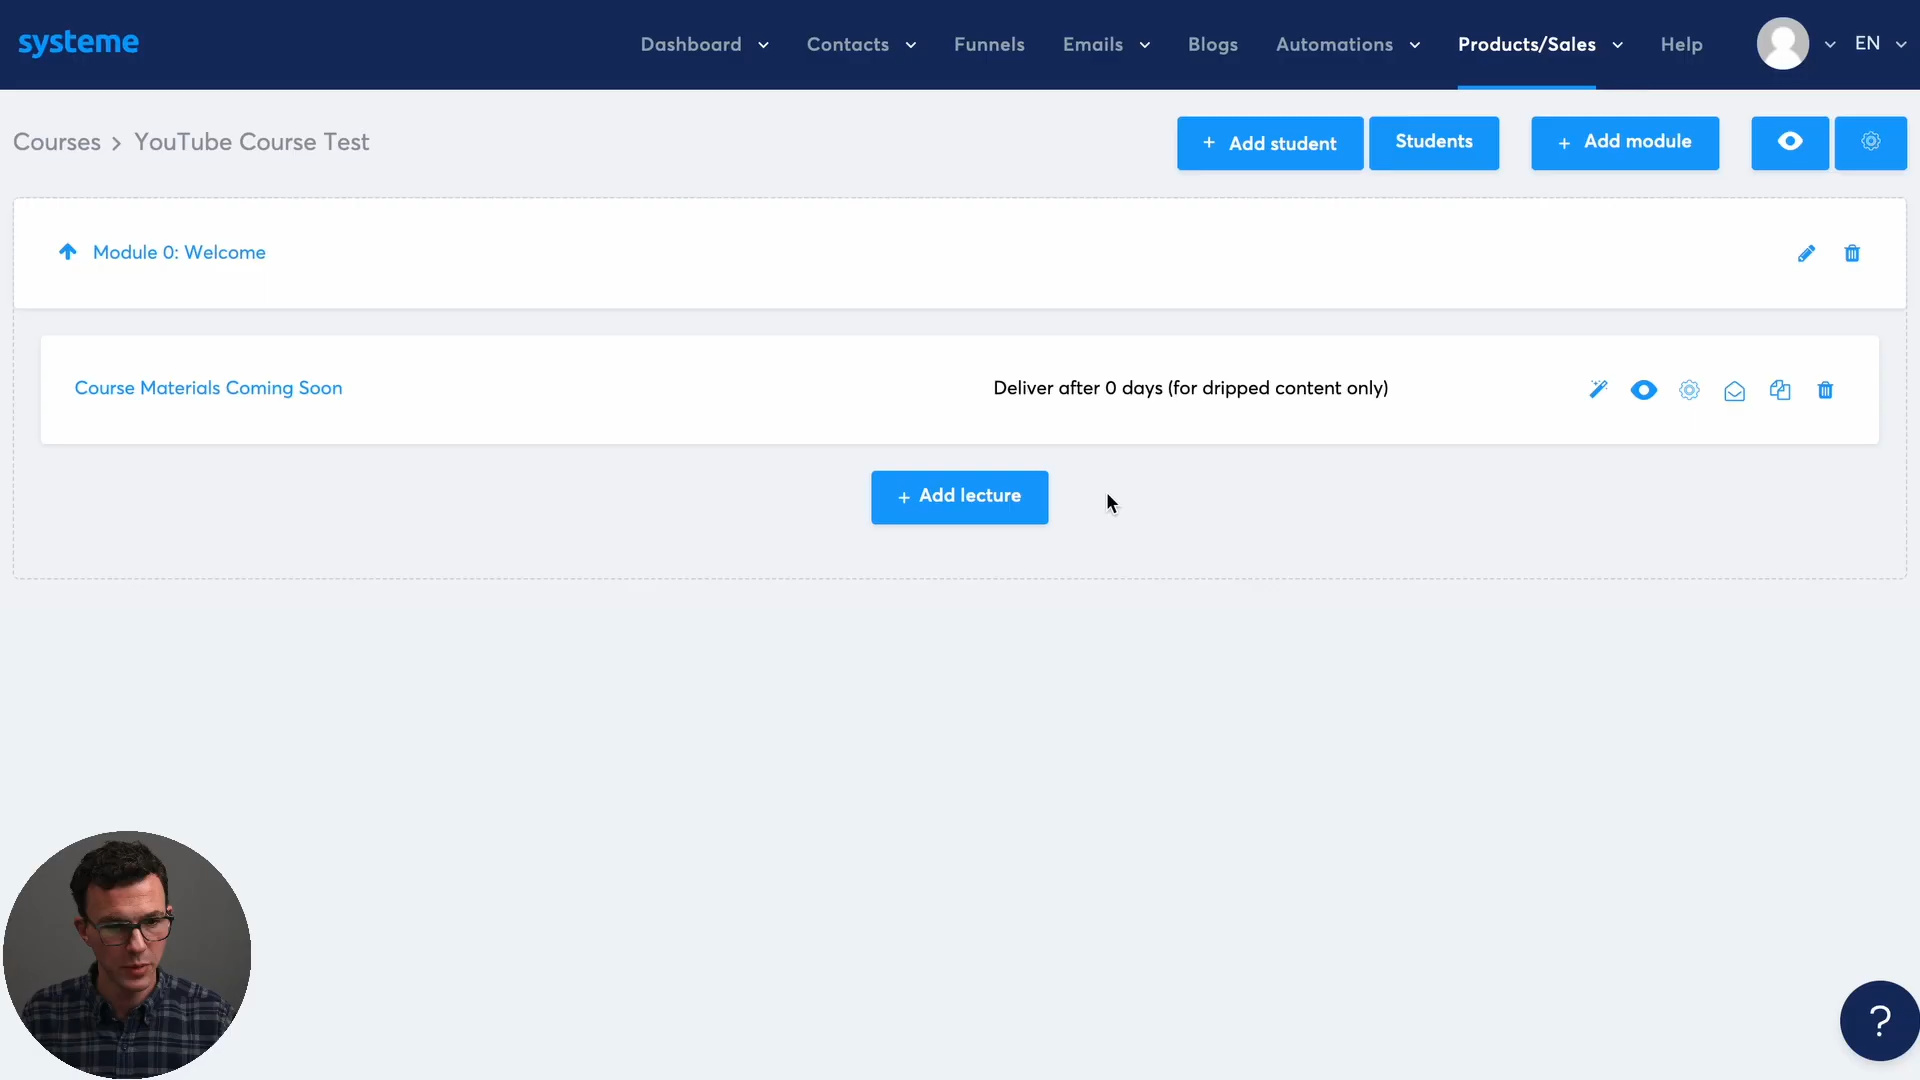 systeme
Dashboard
Contacts
Funnels
Emails
Blogs
Automations
Products/Sales
Help
EN
Courses > YouTube Course Test
+ Add student
Students
+ Add module
Module 0: Welcome
Course Materials Coming Soon
Deliver after 0 days (for dripped content only)
+ Add lecture
?